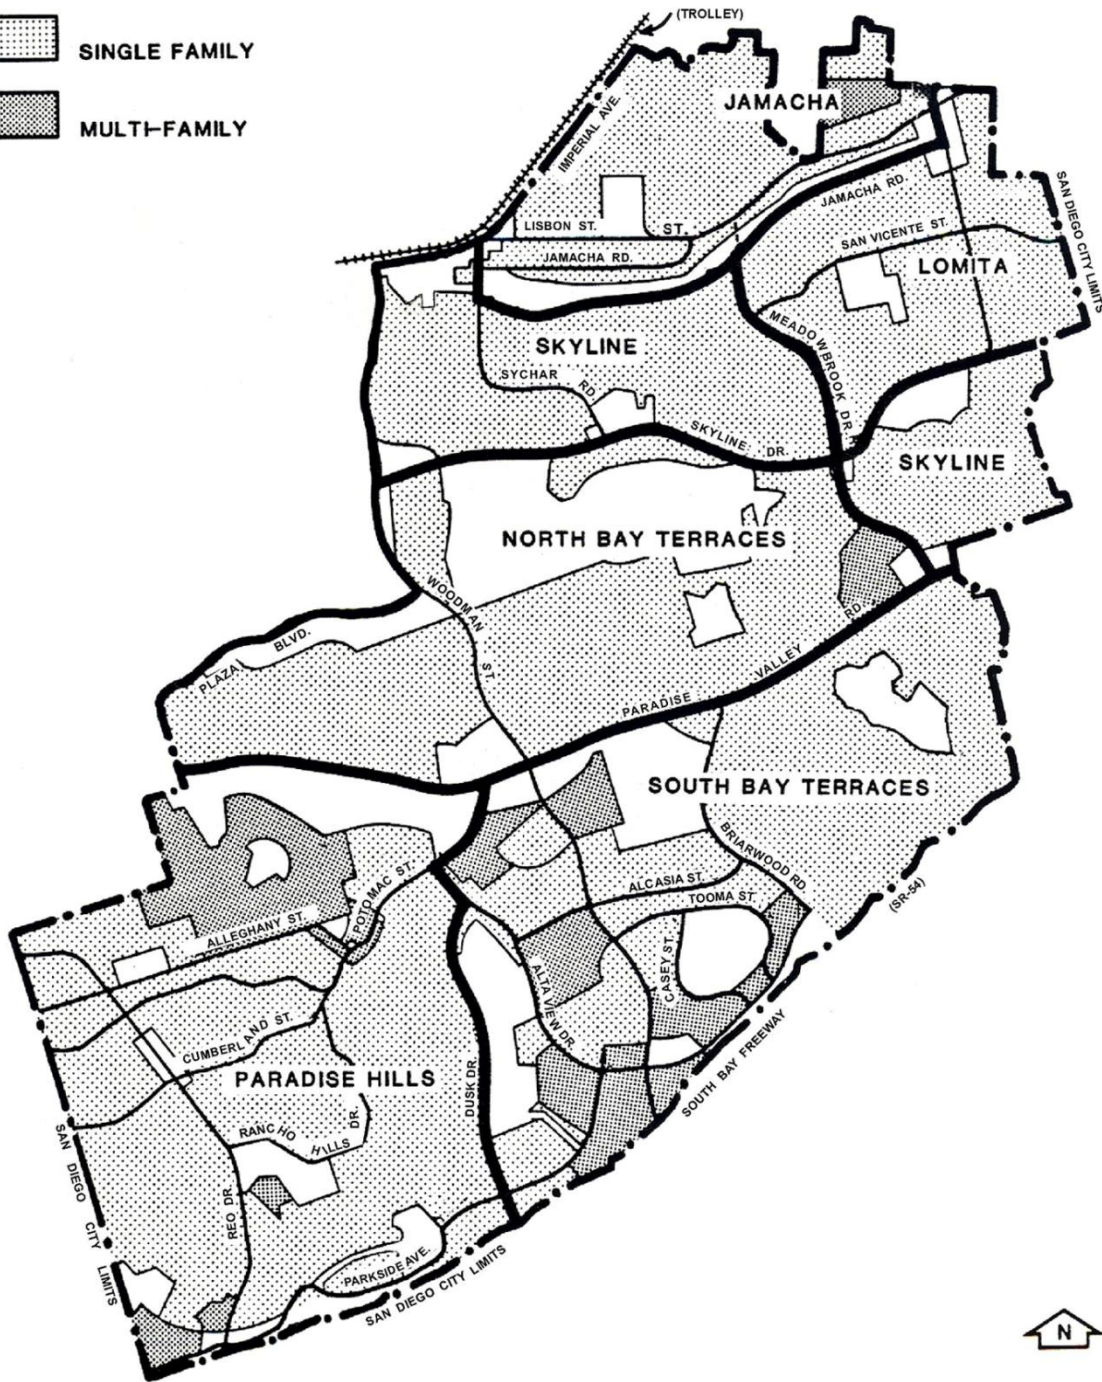 (TROLLEY)
SINGLE FAMILY
MULTI-FAMILY
JAMACHA
IMPERIAL AVE.
JAMACHA RD.
SAN DIEGO CITY LIMITS
LISBON ST.
ST.
SAN VICENTE ST.
JAMACHA RD.
LOMITA
MEADOWBROOK DR.
SKYLINE
SYCHAR RD.
SKYLINE DR.
SKYLINE
NORTH BAY TERRACES
WOODMAN ST.
PLAZA BLVD.
PARADISE VALLEY RD.
SOUTH BAY TERRACES
BRIARWOOD RD.
(SR-54)
POTOMAC ST.
ALCASIA ST.
TOOMA ST.
ALLEGHANY ST.
CASEY ST.
ALTA VIEW DR.
CUMBERLAND ST.
SOUTH BAY FREEWAY
PARADISE HILLS
DUSK DR.
RANCHO HILLS DR.
SAN DIEGO CITY LIMITS
REO DR.
PARKSIDE AVE.
SAN DIEGO CITY LIMITS
N